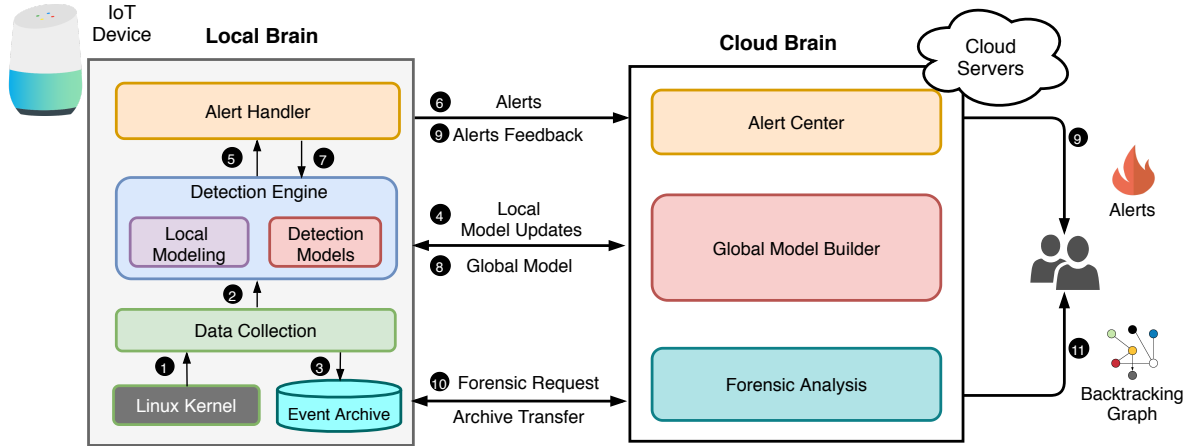 IoT
Device
Local Brain
Cloud Brain
Cloud
Servers
Alert Handler
6
Alerts
9
Alerts Feedback
Alert Center
9
5
7
Detection Engine
Local
Modeling
Detection
Models
4
Local
Model Updates
8
Global Model
Global Model Builder
Alerts
2
Data Collection
1
3
Linux Kernel
Event Archive
10
Forensic Request
Archive Transfer
Forensic Analysis
11
Backtracking
Graph